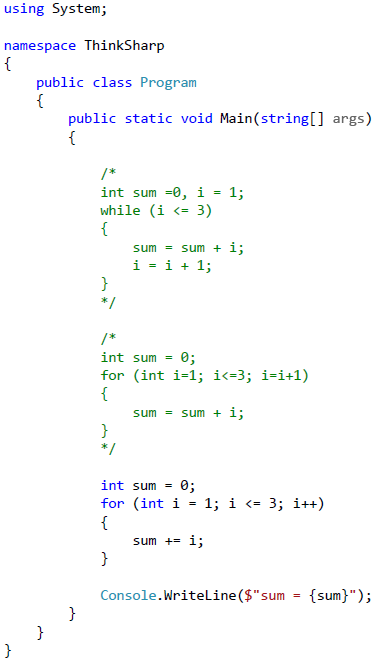 using System;

namespace ThinkSharp
{
    public class Program
    {
        public static void Main(string[] args)
        {

            /*
            int sum =0, i = 1;
            while (i <= 3)
            {
                sum = sum + i;
                i = i + 1;
            }
            */

            /*
            int sum = 0;
            for (int i=1; i<=3; i=i+1)
            {
                sum = sum + i;
            }
            */

            int sum = 0;
            for (int i = 1; i <= 3; i++)
            {
                sum += i;
            }

            Console.WriteLine($"sum = {sum}");
        }
    }
}